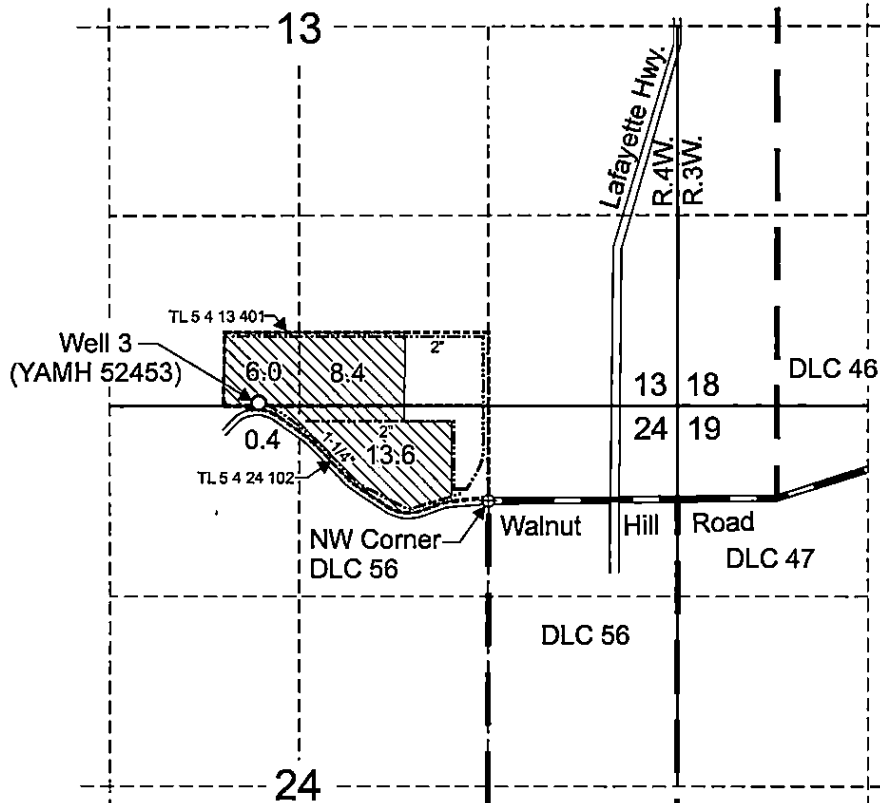 13
Lafayette Hwy.
R.4W.
R.3W.
TL 5 4 13 401
2"
Well 3
(YAMH 52453)
6.0
8.4
13 18
DLC 46
24 19
0.4
2"
1-1/4"
13.6
TL 5 4 24 102
NW Corner
DLC 56
Walnut Hill Road
DLC 47
DLC 56
24